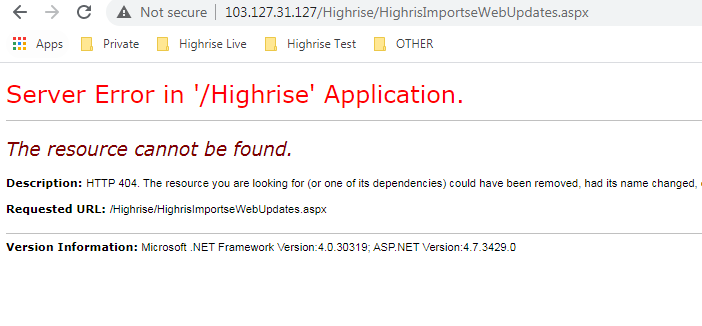 Not secure | 103.127.31.127/Highrise/HighrisImportseWebUpdates.aspx
Apps Private Highrise Live Highrise Test OTHER
Server Error in '/Highrise' Application.
The resource cannot be found.
Description: HTTP 404. The resource you are looking for (or one of its dependencies) could have been removed, had its name changed,
Requested URL: /Highrise/HighrisImportseWebUpdates.aspx
Version Information: Microsoft .NET Framework Version:4.0.30319; ASP.NET Version:4.7.3429.0